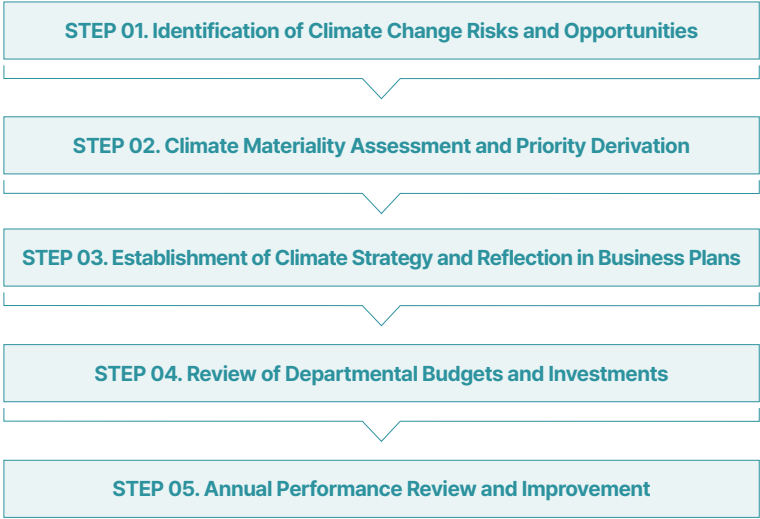 STEP 01. Identification of Climate Change Risks and Opportunities
STEP 02. Climate Materiality Assessment and Priority Derivation
STEP 03. Establishment of Climate Strategy and Reflection in Business Plans
STEP 04. Review of Departmental Budgets and Investments
STEP 05. Annual Performance Review and Improvement